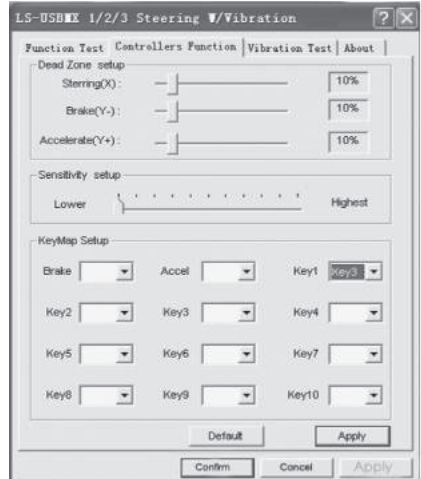 LS-USBMX 1/2/3 Steering W/Vibration
Function Test Controllers Function Vibration Test About
Dead Zone setup
Sterring(X): 10%
Brake(Y-): 10%
Accelerate(Y+): 10%
Sensitivity setup
Lower Highest
KeyMap Setup
Brake Accel Key1 Key3
Key2 Key3 Key4
Key5 Key6 Key7
Key8 Key9 Key10
Default Apply
Confirm Concel Apply